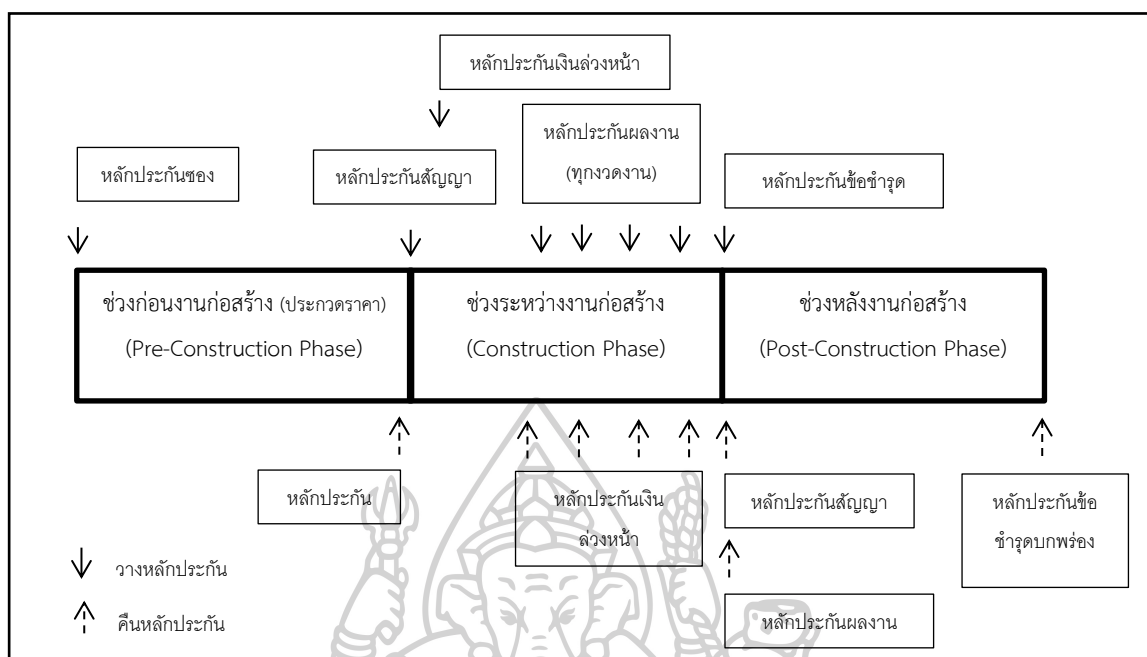 หลักประกันเงินล่วงหน้า
หลักประกันผลงาน
(ทุกงวดงาน)
หลักประกันซอง
หลักประกันสัญญา
หลักประกันข้อชำรุด
ช่วงก่อนงานก่อสร้าง (ประกวดราคา)
(Pre-Construction Phase)
ช่วงระหว่างงานก่อสร้าง
(Construction Phase)
ช่วงหลังงานก่อสร้าง
(Post-Construction Phase)
หลักประกัน
หลักประกันเงิน
ล่วงหน้า
หลักประกันสัญญา
หลักประกันข้อ
ชำรุดบกพร่อง
วางหลักประกัน
คืนหลักประกัน
หลักประกันผลงาน